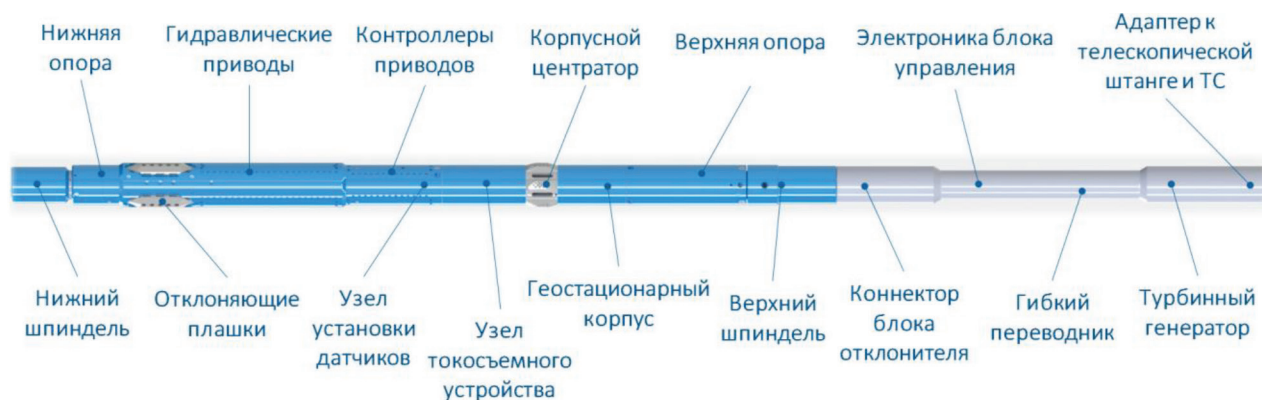 Нижняя
опора
Гидравлические
приводы
Контроллеры
приводов
Корпусной
центратор
Верхняя опора
Электроника блока
управления
Адаптер к
телескопической
штанге и ТС
Нижний
шпиндель
Отклоняющие
плашки
Узел
установки
датчиков
Узел
токосъемного
устройства
Геостационарный
корпус
Верхний
шпиндель
Коннектор
блока
отклонителя
Гибкий
переводник
Турбинный
генератор